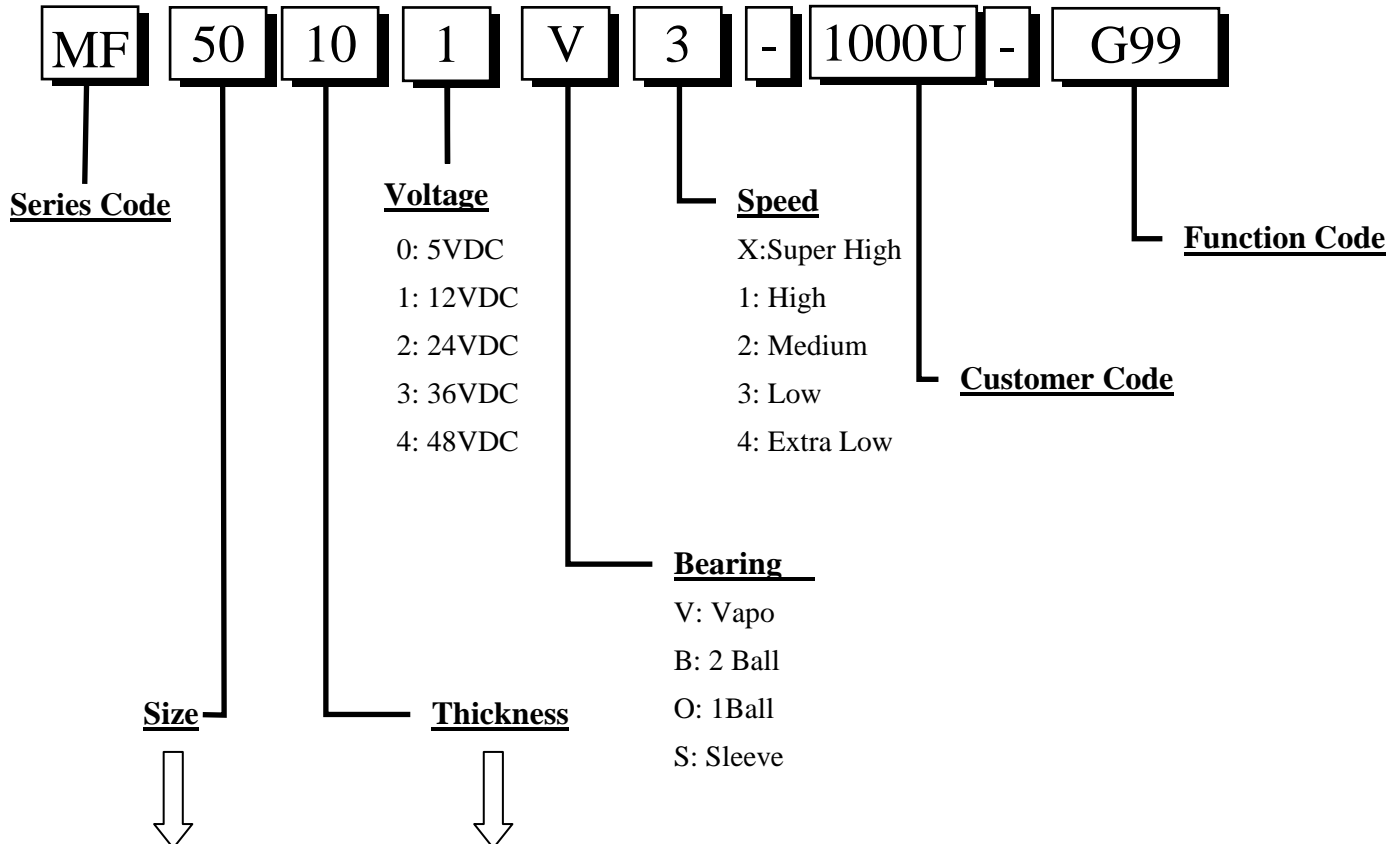 MF 50 10 1 V 3 - 1000U - G99
Series Code
Voltage
0: 5VDC
1: 12VDC
2: 24VDC
3: 36VDC
4: 48VDC
Speed
X:Super High
1: High
2: Medium
3: Low
4: Extra Low
Function Code
Customer Code
Bearing
V: Vapo
B: 2 Ball
O: 1Ball
S: Sleeve
Size
Thickness